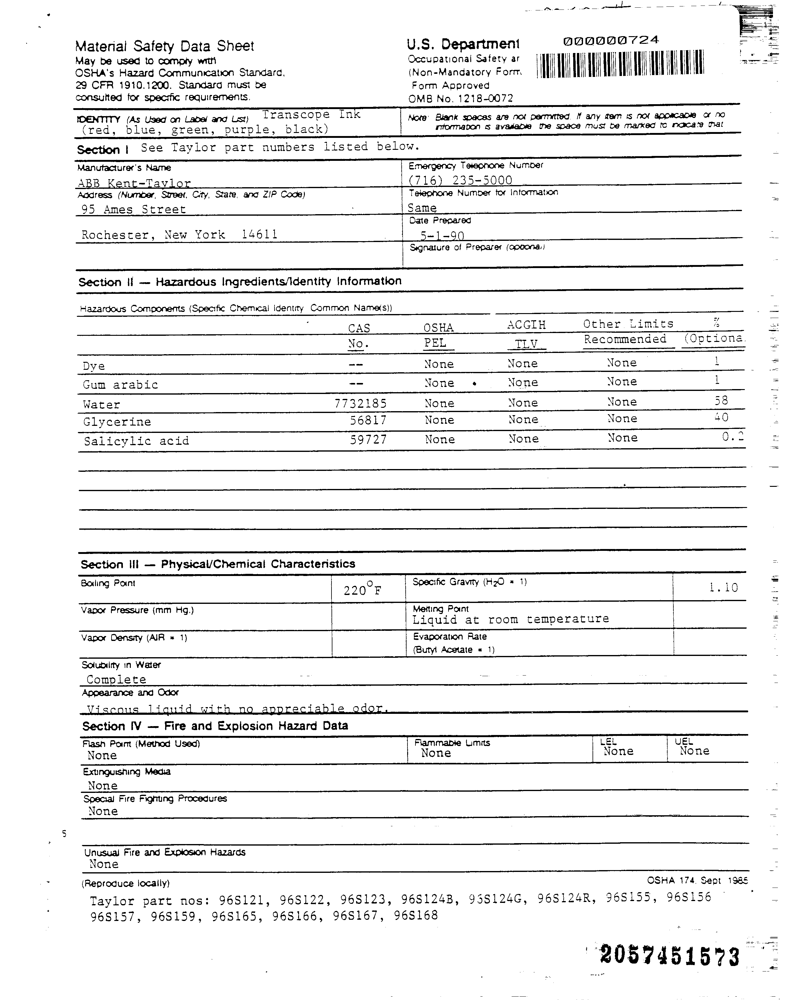 000000724
Material Safety Data Sheet
May be used to comply with
OSHA's Hazard Communication Standard,
29 CFR 1910.1200. Standard must be
consulted for specific requirements.
U.S. Department
Occupational Safety ar
(Non-Mandatory Form
Form Approved
OMB No. 1218-0072
IDENTITY (As Used on Label and List) Transcope Ink
(red, blue, green, purple, black)
Note: Blank spaces are not permitted. If any item is not applicable or no
information is available the space must be marked to indicate that
Section I See Taylor part numbers listed below.
Manufacturer's Name
ABB Kent-Taylor
Emergency Telephone Number
(716) 235-5000
Address (Number, Street, City, State, and ZIP Code)
95 Ames Street
Telephone Number for Information
Same
Rochester, New York 14611
Date Prepared
5-1-90
Signature of Preparer (optional)
Section II — Hazardous Ingredients/Identity Information
Hazardous Components (Specific Chemical Identity Common Name(s))
CAS No. OSHA PEL ACGIH TLV Other Limits Recommended % (Optiona
Dye -- None None None 1
Gum arabic -- None None None 1
Water 7732185 None None None 58
Glycerine 56817 None None None 40
Salicylic acid 59727 None None None 0.2
Section III — Physical/Chemical Characteristics
Boiling Point 220°F Specific Gravity (H2O = 1) 1.10
Vapor Pressure (mm Hg.) Melting Point
Liquid at room temperature
Vapor Density (AIR = 1) Evaporation Rate
(Butyl Acetate = 1)
Solubility in Water
Complete
Appearance and Odor
Viscous liquid with no appreciable odor.
Section IV — Fire and Explosion Hazard Data
Flash Point (Method Used) Flammable Limits LEL UEL
None None None None
Extinguishing Media
None
Special Fire Fighting Procedures
None
5
Unusual Fire and Explosion Hazards
None
(Reproduce locally) OSHA 174, Sept. 1985
Taylor part nos: 96S121, 96S122, 96S123, 96S124B, 93S124G, 96S124R, 96S155, 96S156
96S157, 96S159, 96S165, 96S166, 96S167, 96S168
2057451573